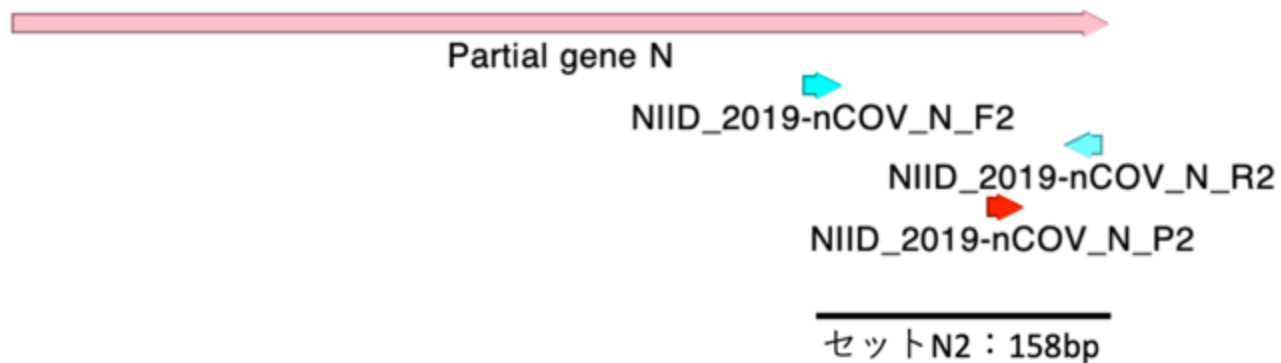 Partial gene N
NIID_2019-nCOV_N_F2
NIID_2019-nCOV_N_R2
NIID_2019-nCOV_N_P2
セットN2：158bp